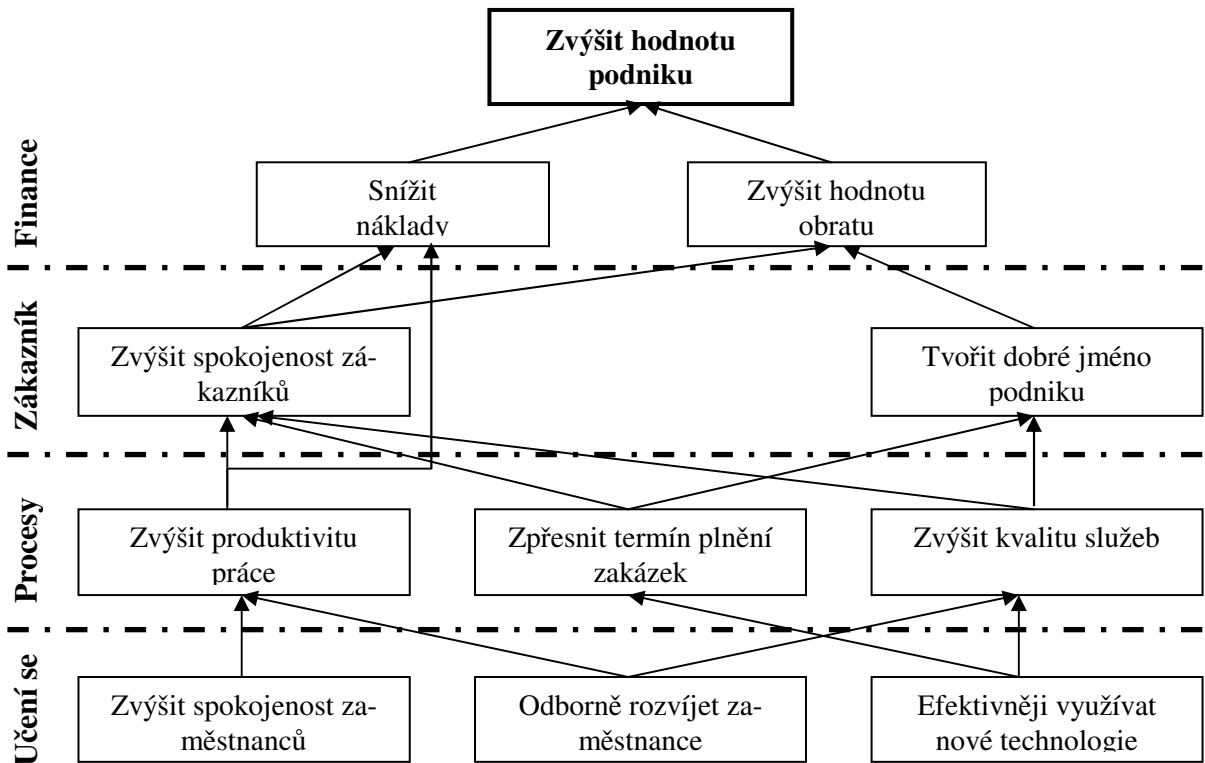 Zvýšit hodnotu
podniku
Finance
Snížit
náklady
Zvýšit hodnotu
obratu
Zákazník
Zvýšit spokojenost zá-
kazníků
Tvořit dobré jméno
podniku
Procesy
Zvýšit produktivitu
práce
Zpřesnit termín plnění
zakázek
Zvýšit kvalitu služeb
Učení se
Zvýšit spokojenost za-
městnanců
Odborně rozvíjet za-
městnance
Efektivněji využívat
nové technologie